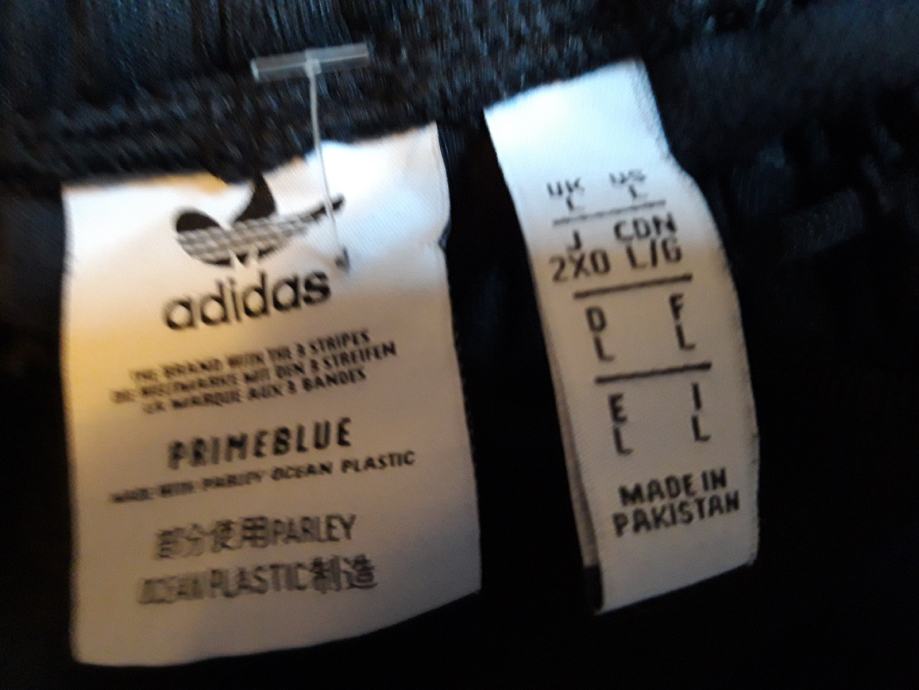 adidas
THE BRAND WITH THE 3 STRIPES
DIE WELTMARKE MIT DEN 3 STREIFEN
LA MARQUE AUX 3 BANDES
PRIMEBLUE
MADE WITH PARLEY OCEAN PLASTIC
部分使用PARLEY
OCEAN PLASTIC制造
UK US
L L
J CDN
2XO L/G
D F
L L
E I
L L
MADE IN
PAKISTAN